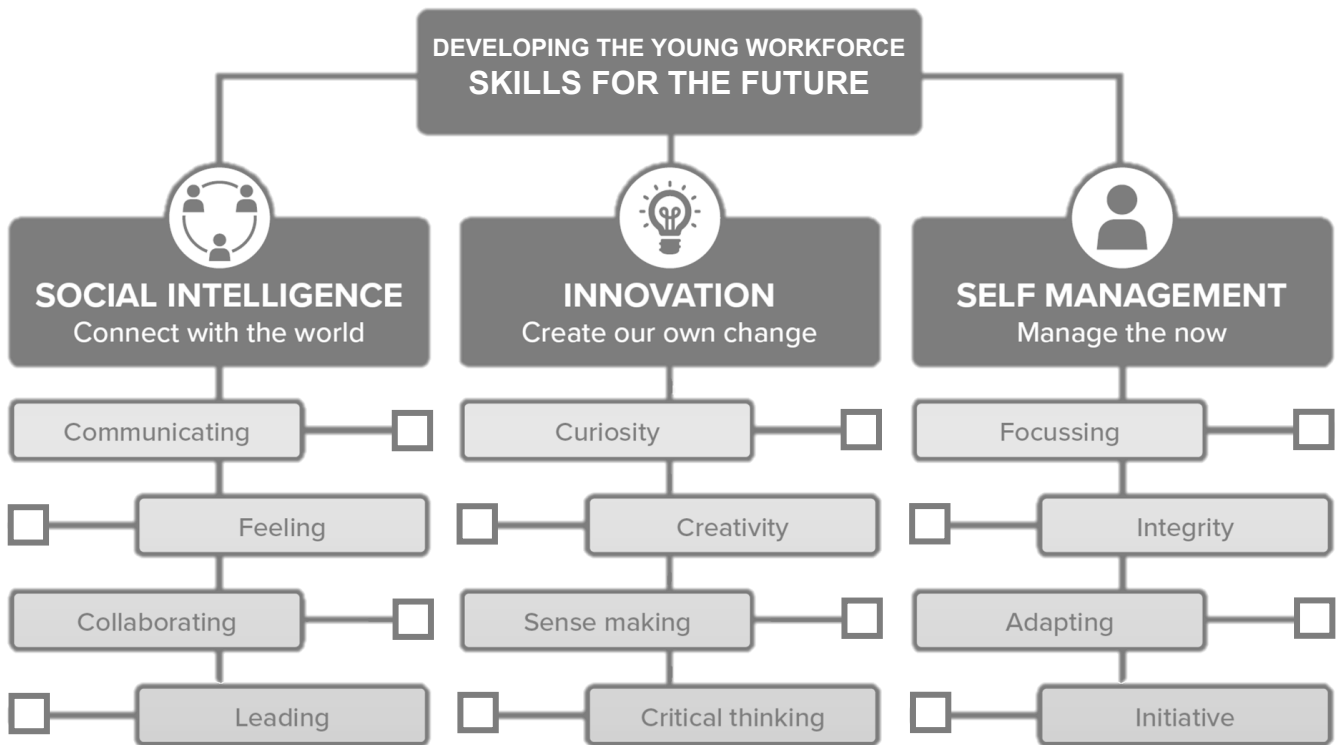 DEVELOPING THE YOUNG WORKFORCE
SKILLS FOR THE FUTURE
SOCIAL INTELLIGENCE
Connect with the world
Communicating
Feeling
Collaborating
Leading
INNOVATION
Create our own change
Curiosity
Creativity
Sense making
Critical thinking
SELF MANAGEMENT
Manage the now
Focussing
Integrity
Adapting
Initiative